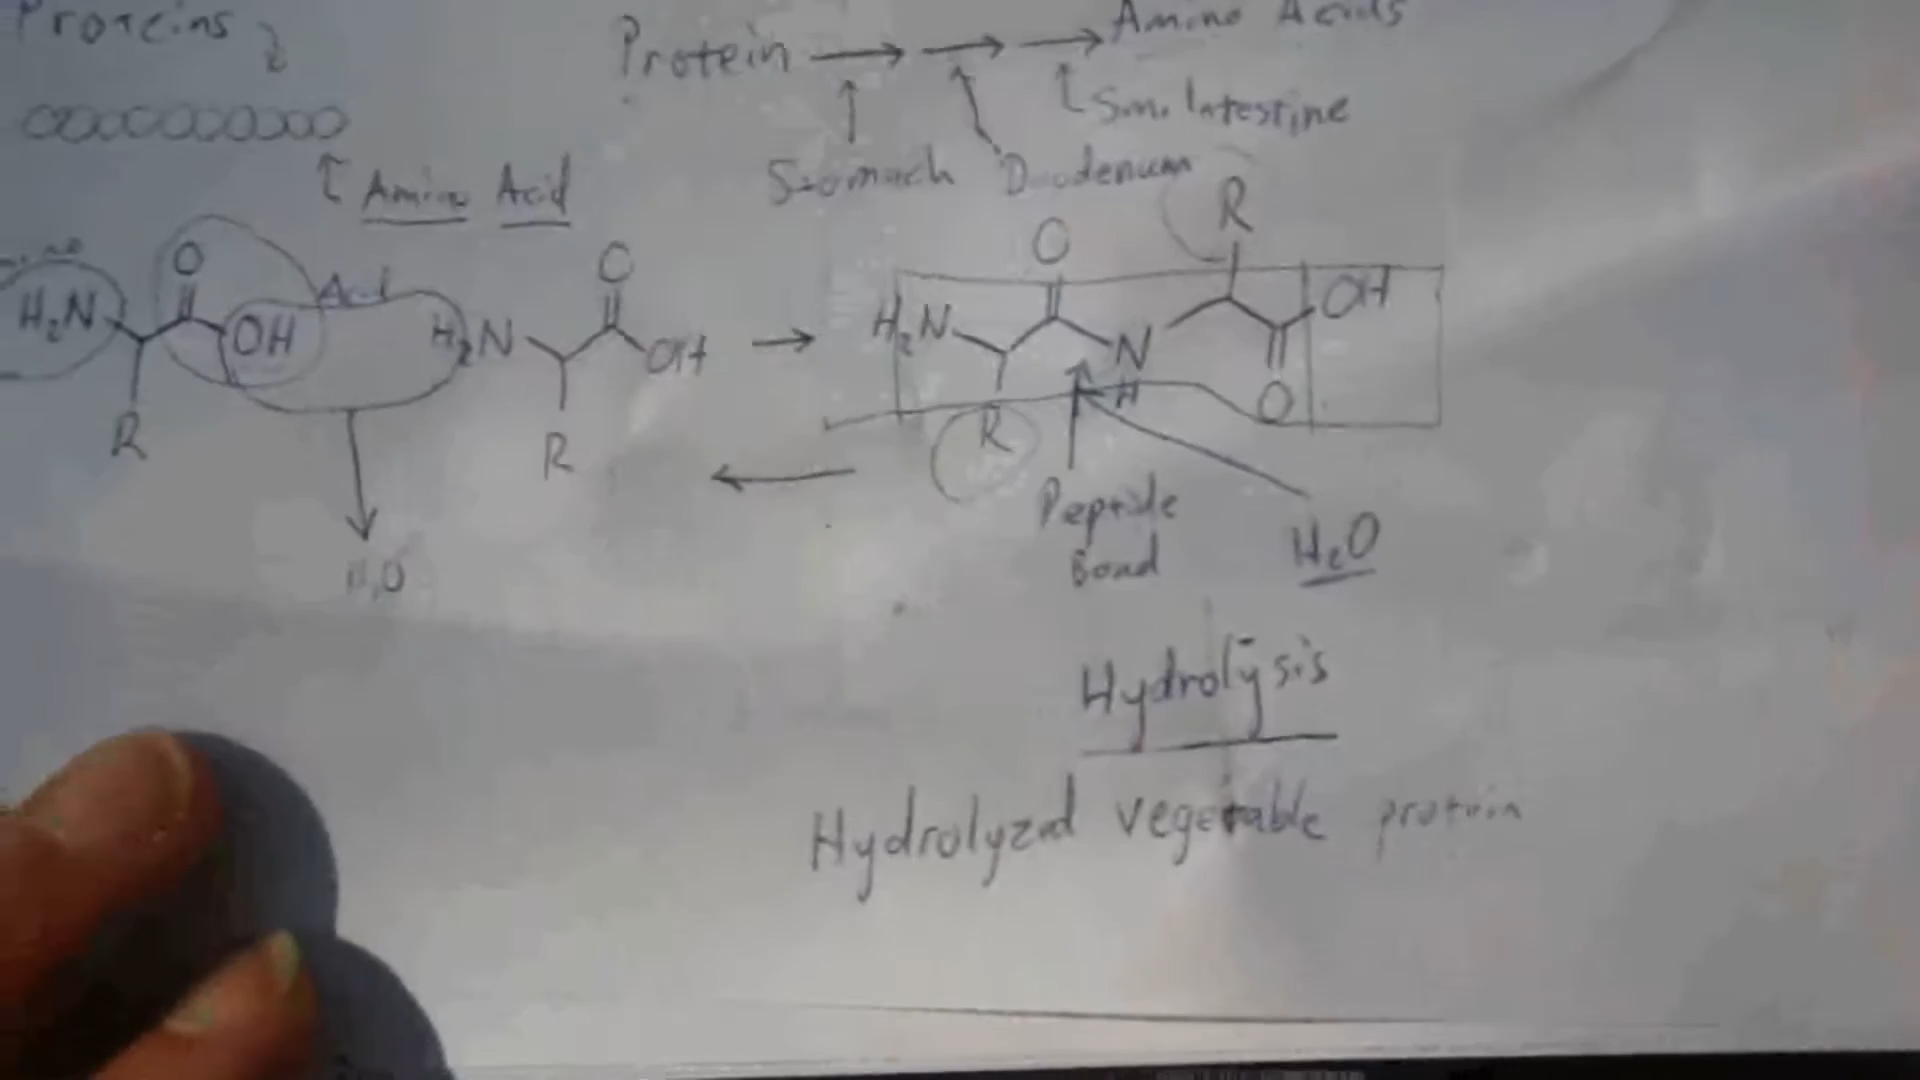 Proteins
Protein → → → Amino Acids
↑ Stomach
Duodenum
↑ Sm. Intestine
↑ Amino Acid
H₂N
O
Acid
OH
R
H₂N
O
OH
R
→
H₂N
O
R
N
H
R
O
OH
←
H₂O
Peptide
Bond
H₂O
Hydrolysis
Hydrolyzed vegetable protein